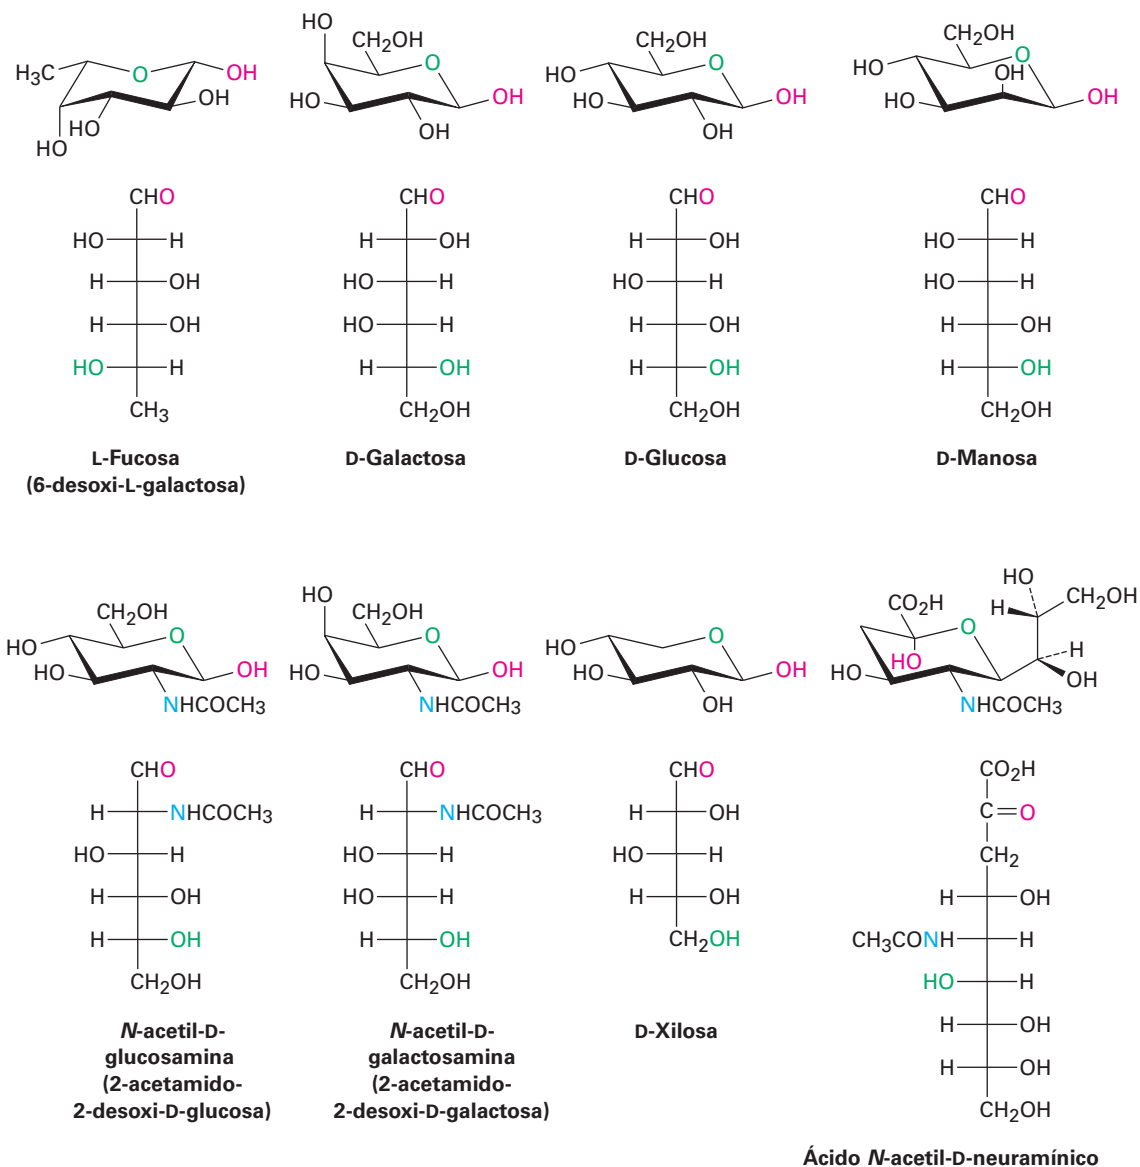 HO CH₂OH HO CH₂OH O CH₂OH O CH₂OH O
H₃C O OH HO OH HO OH HO OH OH
OH HO HO HO
HO OH OH
HO
CHO CHO CHO CHO
HO H H OH H OH HO H
H OH HO H HO H HO H
H OH HO H H OH H OH
HO H H OH H OH H OH
CH₃ CH₂OH CH₂OH CH₂OH
L-Fucosa
(6-desoxi-L-galactosa)
D-Galactosa
D-Glucosa
D-Manosa
CH₂OH O HO CH₂OH O O HO CH₂OH
HO OH HO OH HO OH CO₂H O H
HO HO HO HO H
NHCOCH₃ NHCOCH₃ OH HO OH
NHCOCH₃
CHO CHO CHO CO₂H
H NHCOCH₃ H NHCOCH₃ H OH C=O
HO H HO H HO H CH₂
H OH HO H H OH H OH
H OH H OH CH₂OH CH₃CONH H
CH₂OH CH₂OH HO H
H OH
H OH
CH₂OH
N-acetil-D-
glucosamina
(2-acetamido-
2-desoxi-D-glucosa)
N-acetil-D-
galactosamina
(2-acetamido-
2-desoxi-D-galactosa)
D-Xilosa
Ácido N-acetil-D-neuramínico